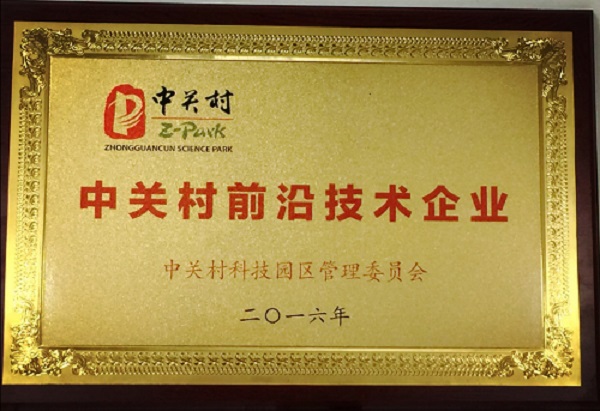 中关村
Z-Park
ZHONGGUANCUN SCIENCE PARK
中关村前沿技术企业
中关村科技园区管理委员会
二〇一六年